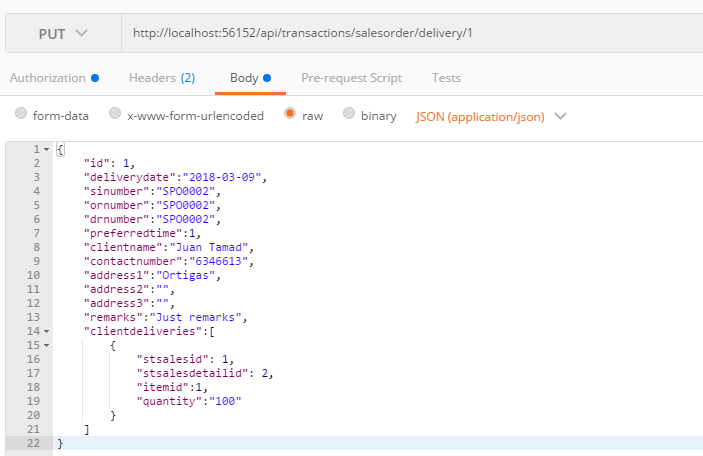 PUT http://localhost:56152/api/transactions/salesorder/delivery/1
Authorization Headers (2) Body Pre-request Script Tests
form-data x-www-form-urlencoded raw binary JSON (application/json)
1 {
2 "id": 1,
3 "deliverydate":"2018-03-09",
4 "sinumber":"SPO0002",
5 "ornumber":"SPO0002",
6 "drnumber":"SPO0002",
7 "preferredtime":1,
8 "clientname":"Juan Tamad",
9 "contactnumber":"6346613",
10 "address1":"Ortigas",
11 "address2":"",
12 "address3":"",
13 "remarks":"Just remarks",
14 "clientdeliveries":[
15 {
16 "stsalesid": 1,
17 "stsalesdetailid": 2,
18 "itemid":1,
19 "quantity":"100"
20 }
21 ]
22 }